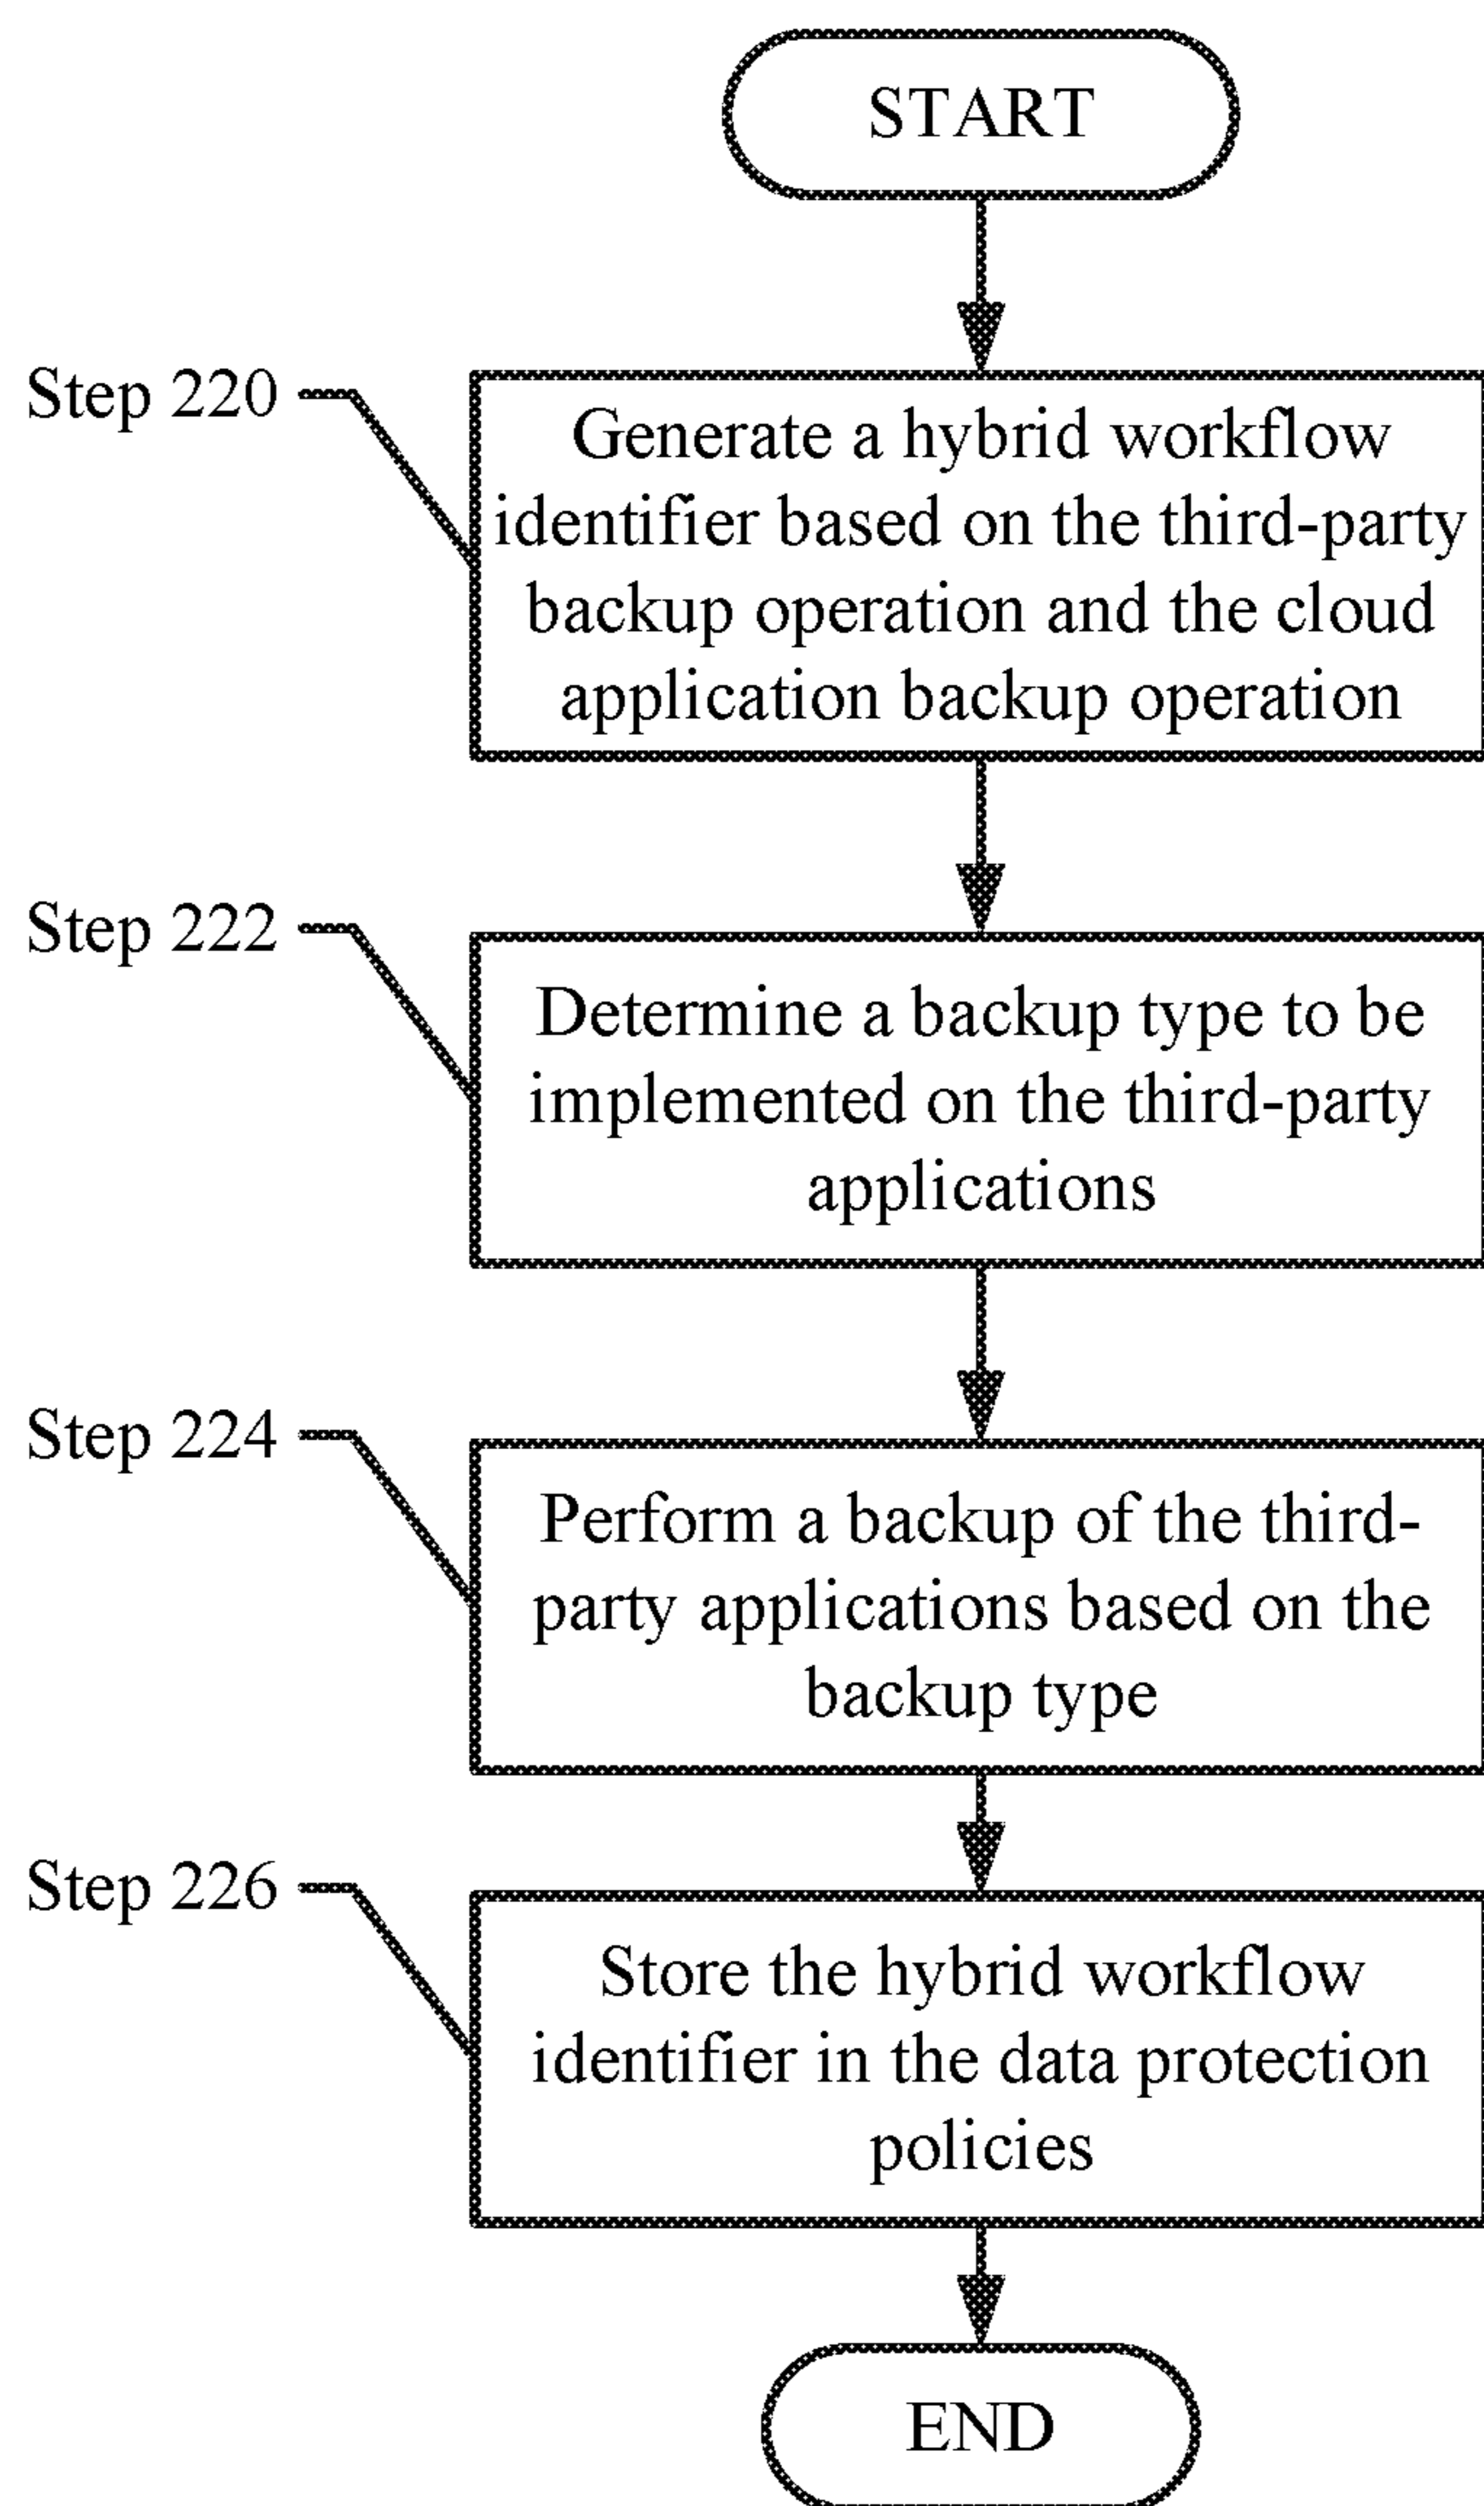 START
Step 220
Generate a hybrid workflow
identifier based on the third-party
backup operation and the cloud
application backup operation
Step 222
Determine a backup type to be
implemented on the third-party
applications
Step 224
Perform a backup of the third-
party applications based on the
backup type
Step 226
Store the hybrid workflow
identifier in the data protection
policies
END